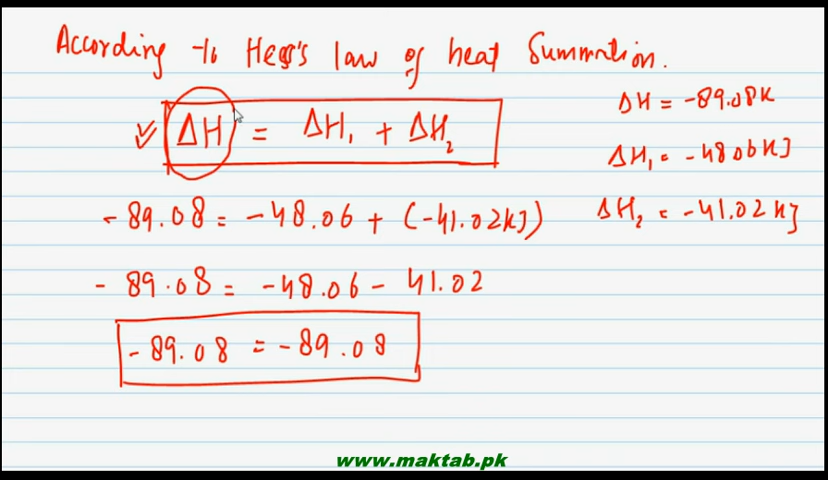 According to Hess's law of heat Summation.
ΔH = ΔH₁ + ΔH₂
ΔH = -89.08K
ΔH₁ = -48.06KJ
ΔH₂ = -41.02KJ
-89.08 = -48.06 + (-41.02KJ)
-89.08 = -48.06 - 41.02
-89.08 = -89.08
www.maktab.pk